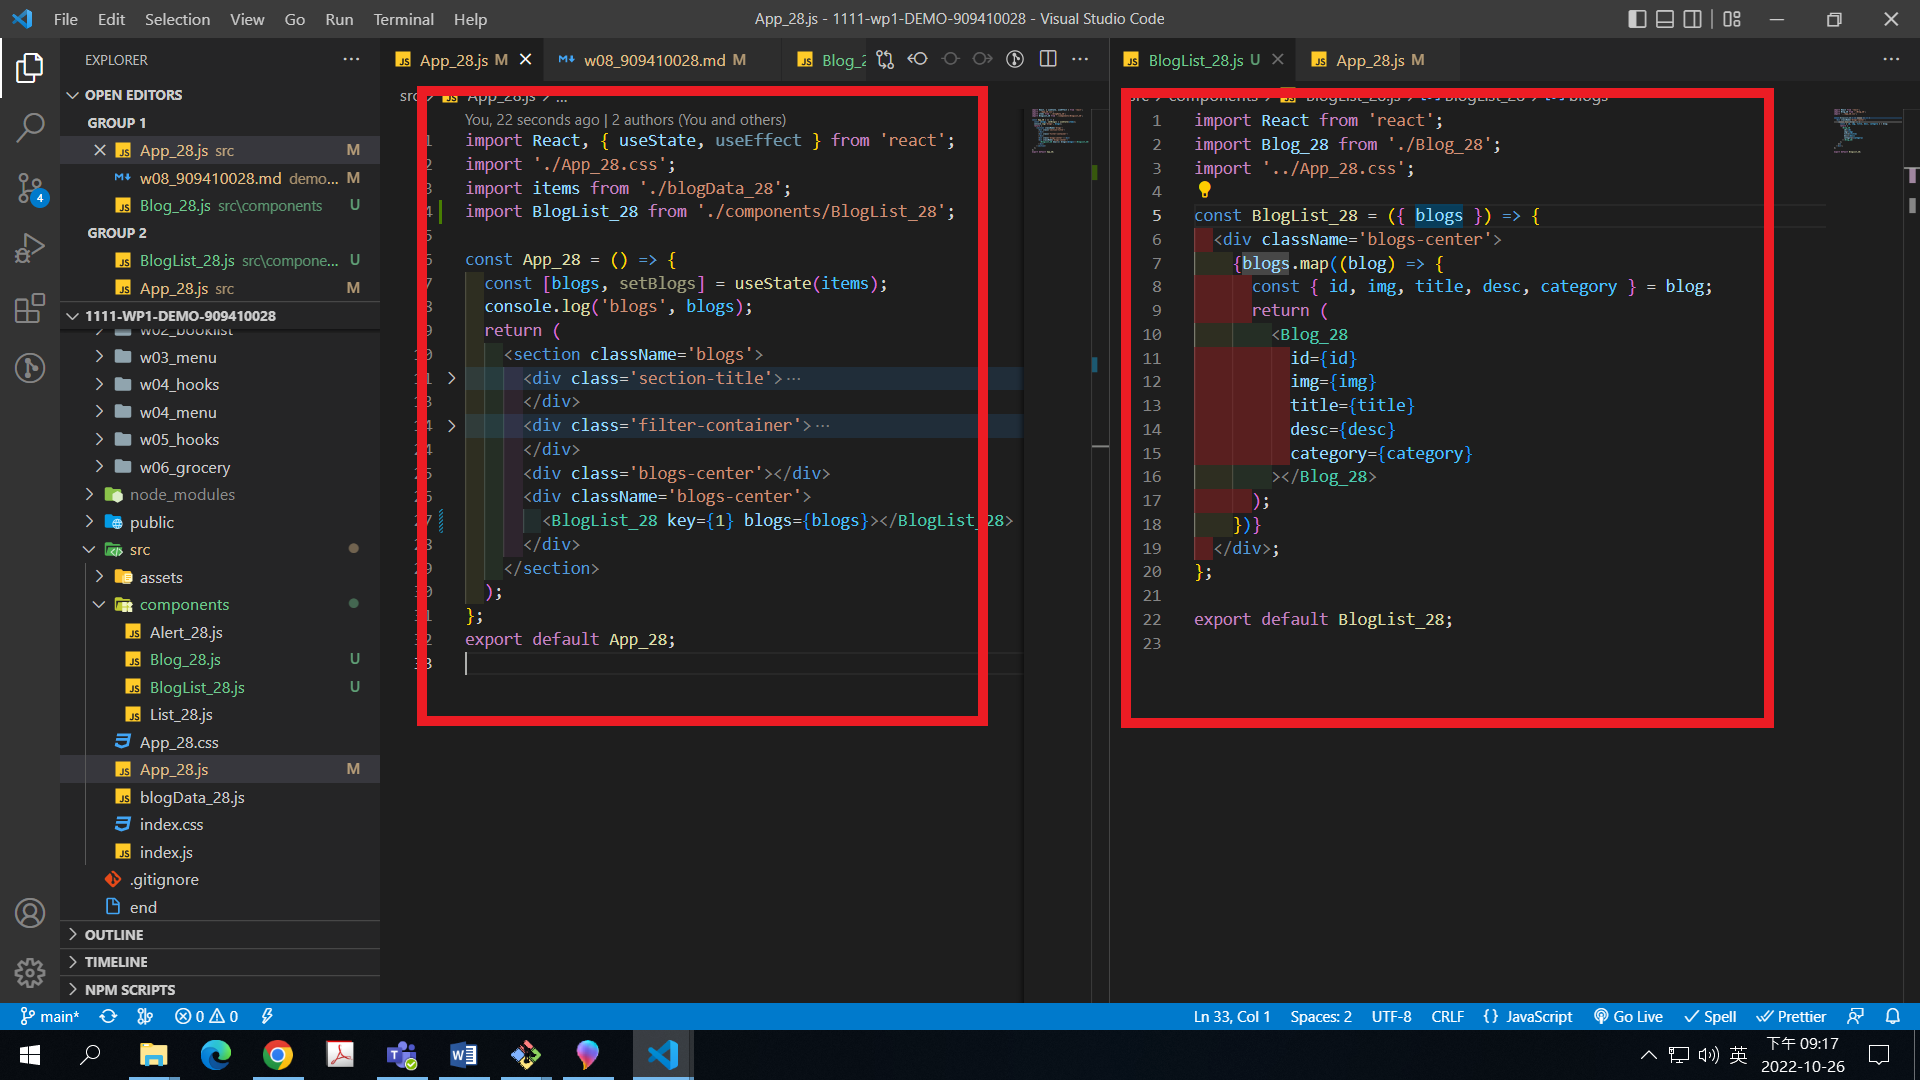 File Edit Selection View Go Run Terminal Help
App_28.js - 1111-wp1-DEMO-909410028 - Visual Studio Code
EXPLORER
OPEN EDITORS
GROUP 1
App_28.js src M
w08_909410028.md demo... M
Blog_28.js src\components U
GROUP 2
BlogList_28.js src\compone... U
App_28.js src M
1111-WP1-DEMO-909410028
w02_booklist
w03_menu
w04_hooks
w04_menu
w05_hooks
w06_grocery
node_modules
public
src
assets
components
Alert_28.js
Blog_28.js U
BlogList_28.js U
List_28.js
App_28.css
App_28.js M
blogData_28.js
index.css
index.js
.gitignore
end
OUTLINE
TIMELINE
NPM SCRIPTS
App_28.js M
w08_909410028.md M
Blog_2
src
App_28.js > ...
You, 22 seconds ago | 2 authors (You and others)
import React, { useState, useEffect } from 'react';
import './App_28.css';
import items from './blogData_28';
import BlogList_28 from './components/BlogList_28';
const App_28 = () => {
const [blogs, setBlogs] = useState(items);
console.log('blogs', blogs);
return (
<section className='blogs'>
<div class='section-title'>...
</div>
<div class='filter-container'>...
</div>
<div class='blogs-center'></div>
<div className='blogs-center'>
<BlogList_28 key={1} blogs={blogs}></BlogList_28>
</div>
</section>
);
};
export default App_28;
BlogList_28.js U
App_28.js M
src > components > BlogList_28.js > BlogList_28 > blogs
1 import React from 'react';
2 import Blog_28 from './Blog_28';
3 import '../App_28.css';
4
5 const BlogList_28 = ({ blogs }) => {
6 <div className='blogs-center'>
7 {blogs.map((blog) => {
8 const { id, img, title, desc, category } = blog;
9 return (
10 <Blog_28
11 id={id}
12 img={img}
13 title={title}
14 desc={desc}
15 category={category}
16 ></Blog_28>
17 );
18 })}
19 </div>;
20 };
21
22 export default BlogList_28;
23
4
main* 0 0
Ln 33, Col 1 Spaces: 2 UTF-8 CRLF {} JavaScript Go Live Spell Prettier
英
下午 09:17
2022-10-26